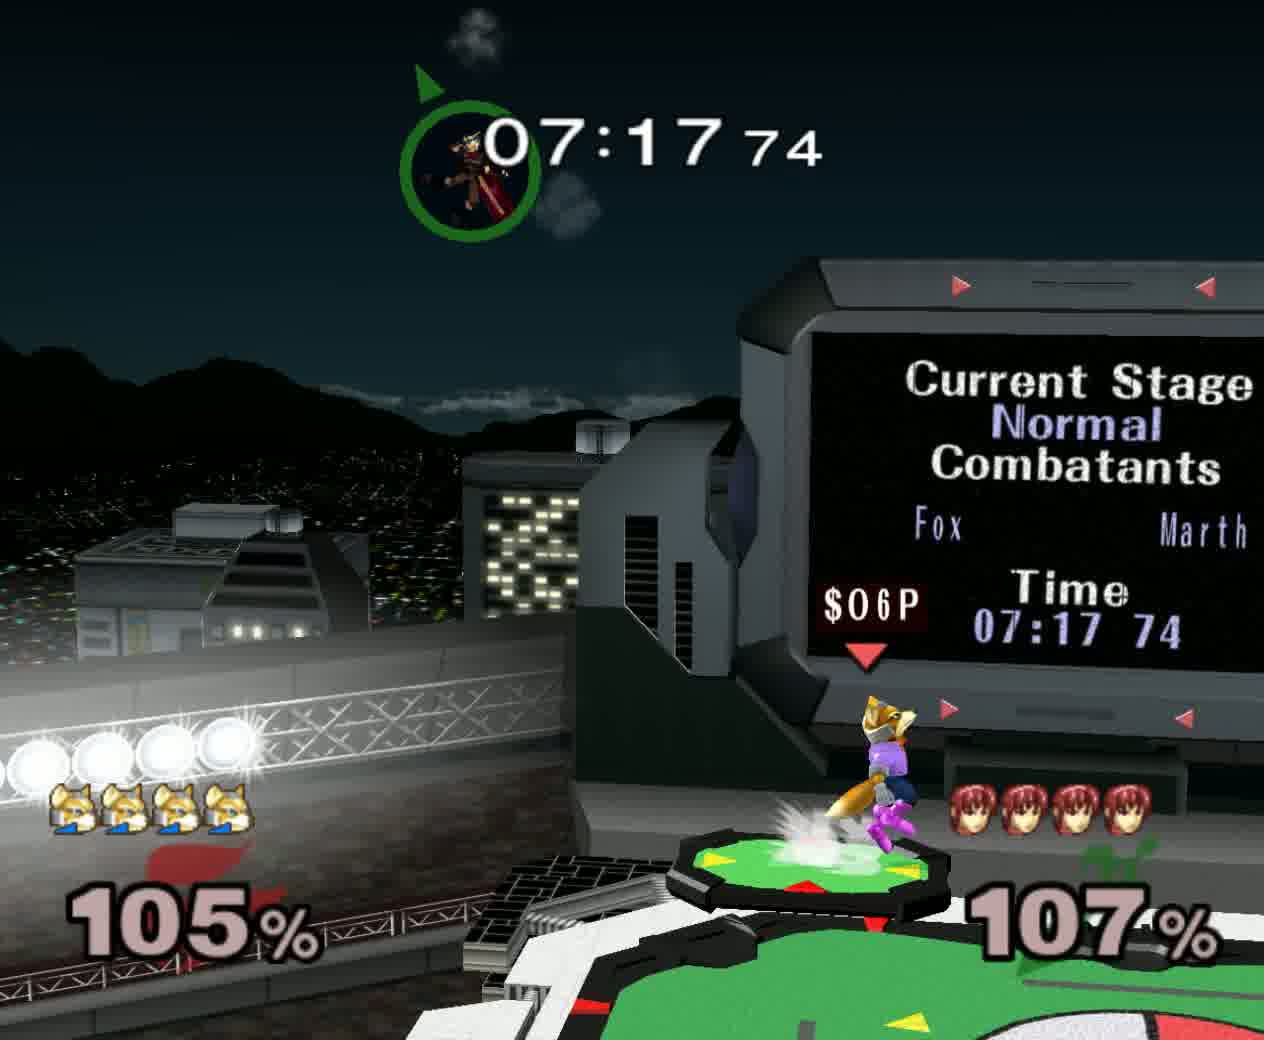 07:17 74
Current Stage
Normal
Combatants
Fox Marth
Time
07:17 74
$06P
105%
107%